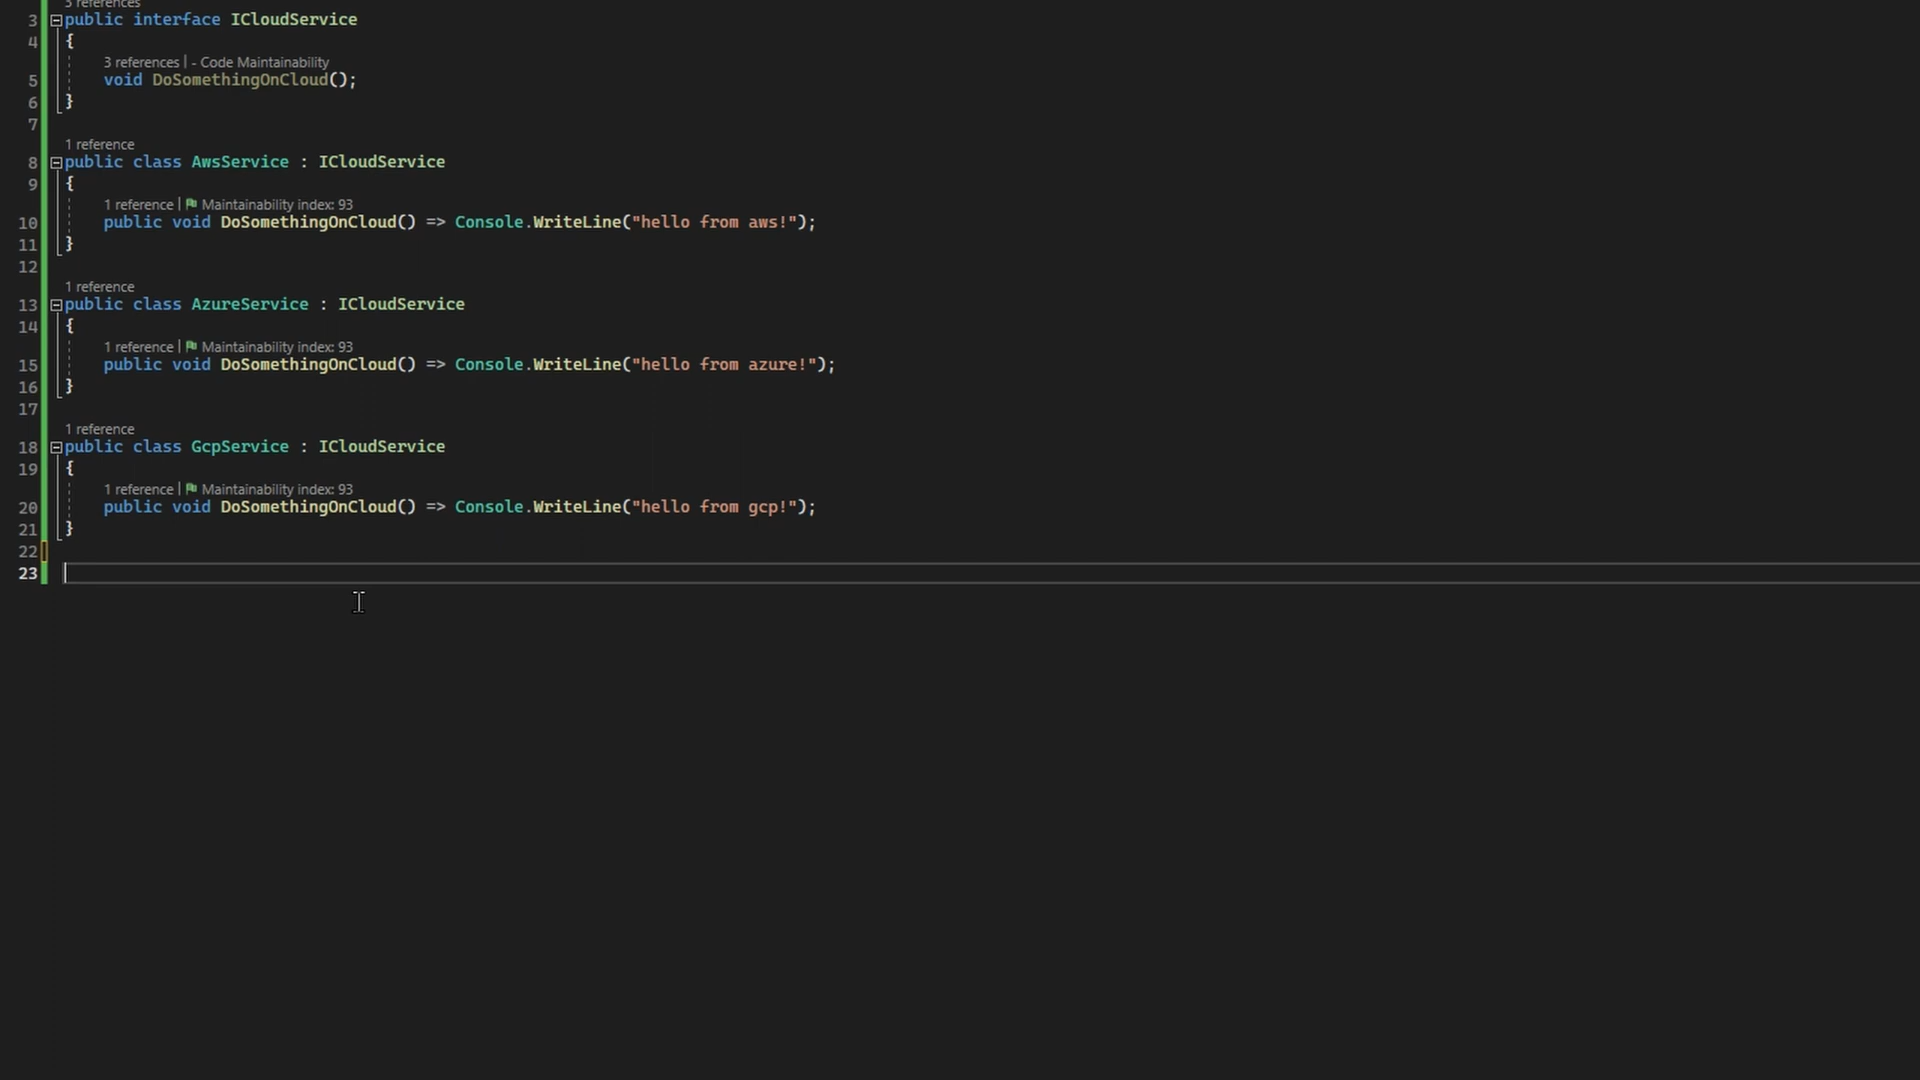 3 references
3 public interface ICloudService
4 {
3 references | - Code Maintainability
5 void DoSomethingOnCloud();
6 }
7
1 reference
8 public class AwsService : ICloudService
9 {
1 reference | Maintainability index: 93
10 public void DoSomethingOnCloud() => Console.WriteLine("hello from aws!");
11 }
12
1 reference
13 public class AzureService : ICloudService
14 {
1 reference | Maintainability index: 93
15 public void DoSomethingOnCloud() => Console.WriteLine("hello from azure!");
16 }
17
1 reference
18 public class GcpService : ICloudService
19 {
1 reference | Maintainability index: 93
20 public void DoSomethingOnCloud() => Console.WriteLine("hello from gcp!");
21 }
22
23